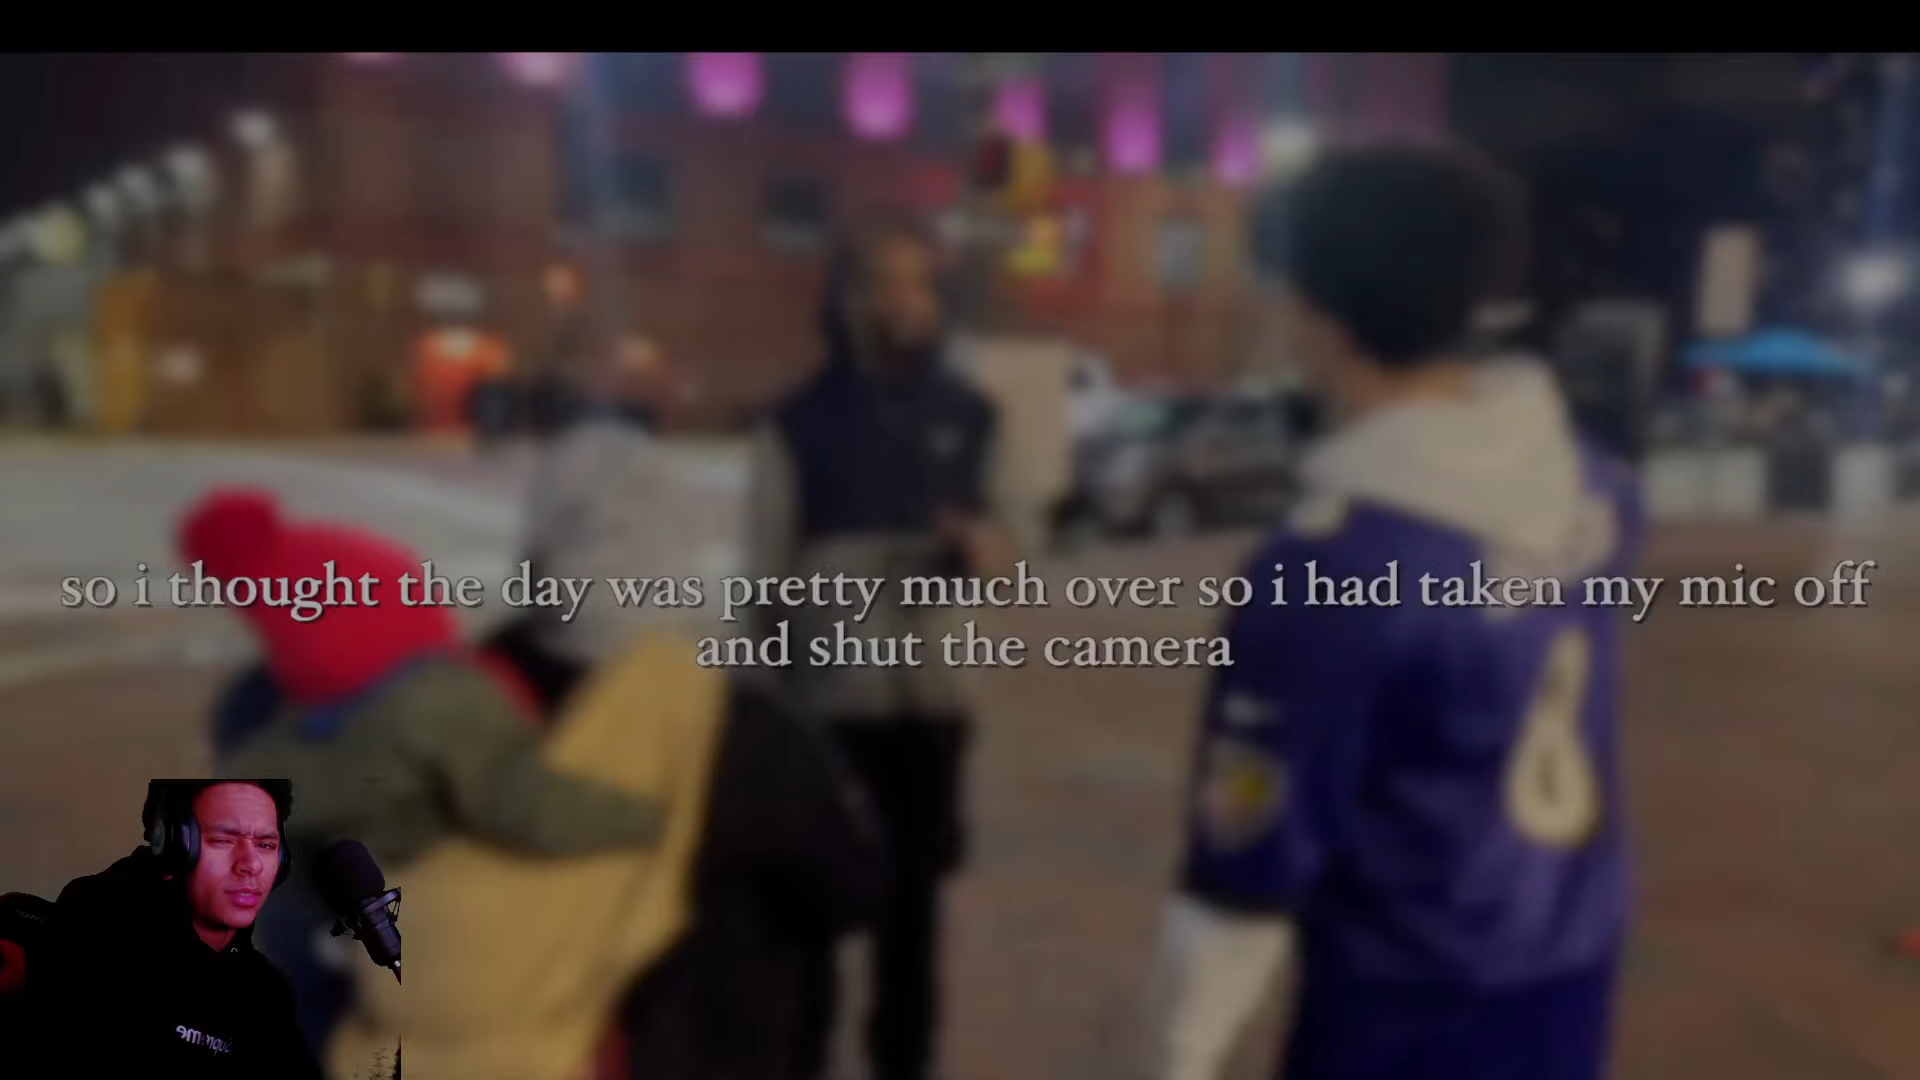 so i thought the day was pretty much over so i had taken my mic off
and shut the camera